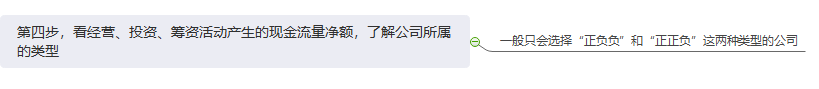 第四步，看经营、投资、筹资活动产生的现金流量净额，了解公司所属
的类型
一般只会选择“正负负”和“正正负”这两种类型的公司